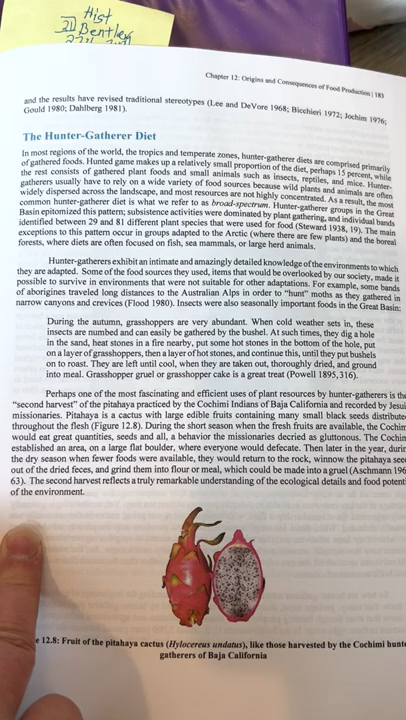 Hist
Bentley
Chapter 12: Origins and Consequences of Food Production | 183
and the results have revised traditional stereotypes (Lee and DeVore 1968; Bicchieri 1972; Jochim 1976;
Gould 1980; Dahlberg 1981).
The Hunter-Gatherer Diet
In most regions of the world, the tropics and temperate zones, hunter-gatherer diets are comprised primarily
of gathered foods. Hunted game makes up a relatively small proportion of the diet, perhaps 15 percent, while
the rest consists of gathered plant foods and small animals such as insects, reptiles, and mice. Hunter-
gatherers usually have to rely on a wide variety of food sources because wild plants and animals are often
widely dispersed across the landscape, and most resources are not highly concentrated. As a result, the most
common hunter-gatherer diet is what we refer to as broad-spectrum. Hunter-gatherer groups in the Great
Basin epitomized this pattern; subsistence activities were dominated by plant gathering, and individual bands
identified between 29 and 81 different plant species that were used for food (Steward 1938, 19). The main
exceptions to this pattern occur in groups adapted to the Arctic (where there are few plants) and the boreal
forests, where diets are often focused on fish, sea mammals, or large herd animals.
Hunter-gatherers exhibit an intimate and amazingly detailed knowledge of the environments to which
they are adapted. Some of the food sources they used, items that would be overlooked by our society, made it
possible to survive in environments that were not suitable for other adaptations. For example, some bands
of aborigines traveled long distances to the Australian Alps in order to "hunt" moths as they gathered in
narrow canyons and crevices (Flood 1980). Insects were also seasonally important foods in the Great Basin:
During the autumn, grasshoppers are very abundant. When cold weather sets in, these
insects are numbed and can easily be gathered by the bushel. At such times, they dig a hole
in the sand, heat stones in a fire nearby, put some hot stones in the bottom of the hole, put
on a layer of grasshoppers, then a layer of hot stones, and continue this, until they put bushels
on to roast. They are left until cool, when they are taken out, thoroughly dried, and ground
into meal. Grasshopper gruel or grasshopper cake is a great treat (Powell 1895, 316).
Perhaps one of the most fascinating and efficient uses of plant resources by hunter-gatherers is the
"second harvest" of the pitahaya practiced by the Cochimi Indians of Baja California and recorded by Jesui
missionaries. Pitahaya is a cactus with large edible fruits containing many small black seeds distribute
throughout the flesh (Figure 12.8). During the short season when the fresh fruits are available, the Cochim
would eat great quantities, seeds and all, a behavior the missionaries decried as gluttonous. The Cochim
established an area, on a large flat boulder, where everyone would defecate. Then later in the year, durin
the dry season when fewer foods were available, they would return to the rock, winnow the pitahaya see
out of the dried feces, and grind them into flour or meal, which could be made into a gruel (Aschmann 196
63). The second harvest reflects a truly remarkable understanding of the ecological details and food potent
of the environment.
e 12.8: Fruit of the pitahaya cactus (Hylocereus undatus), like those harvested by the Cochimi hunt
gatherers of Baja California